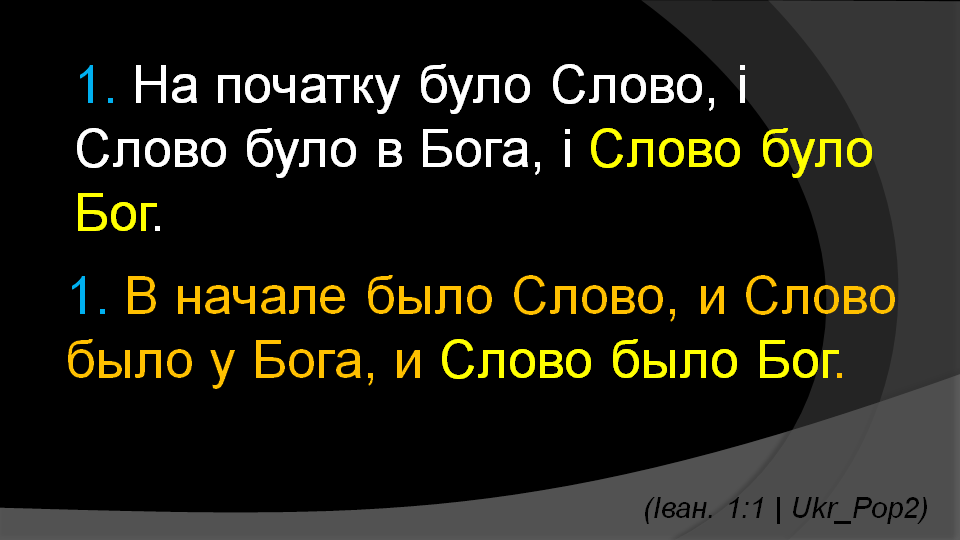 1. На початку було Слово, і
Слово було в Бога, і Слово було
Бог.
1. В начале было Слово, и Слово
было у Бога, и Слово было Бог.
(Іван. 1:1 | Ukr_Pop2)